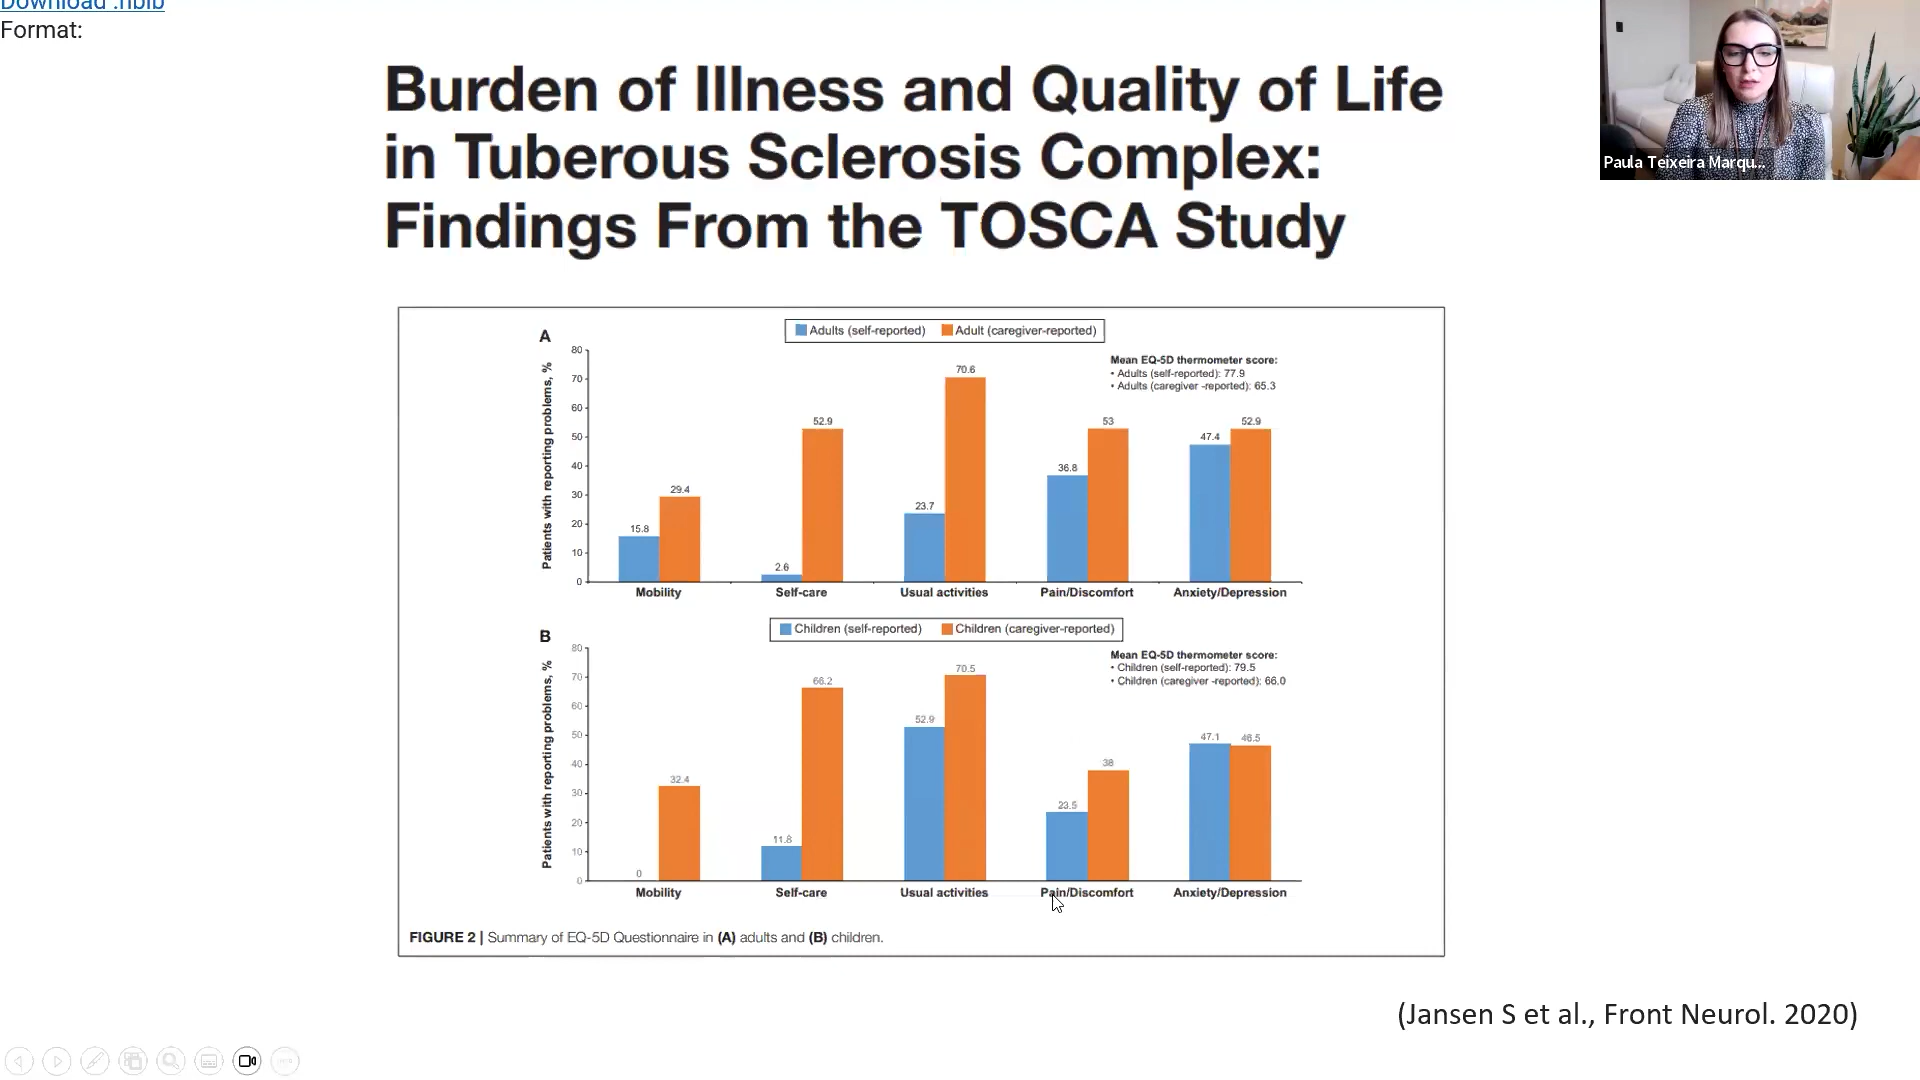 Download .nbib
Format:
Paula Teixeira Marqu...
Burden of Illness and Quality of Life
in Tuberous Sclerosis Complex:
Findings From the TOSCA Study
A
Adults (self-reported) Adult (caregiver-reported)
Mean EQ-5D thermometer score:
• Adults (self-reported): 77.9
• Adults (caregiver -reported): 65.3
Patients with reporting problems, %
80
70
60
50
40
30
20
10
0
15.8 29.4
2.6 52.9
23.7 70.6
36.8 53
47.4 52.9
Mobility Self-care Usual activities Pain/Discomfort Anxiety/Depression
B
Children (self-reported) Children (caregiver-reported)
Mean EQ-5D thermometer score:
• Children (self-reported): 79.5
• Children (caregiver -reported): 66.0
Patients with reporting problems, %
80
70
60
50
40
30
20
10
0
0 32.4
11.8 66.2
52.9 70.5
23.5 38
47.1 46.5
Mobility Self-care Usual activities Pain/Discomfort Anxiety/Depression
FIGURE 2 | Summary of EQ-5D Questionnaire in (A) adults and (B) children.
(Jansen S et al., Front Neurol. 2020)